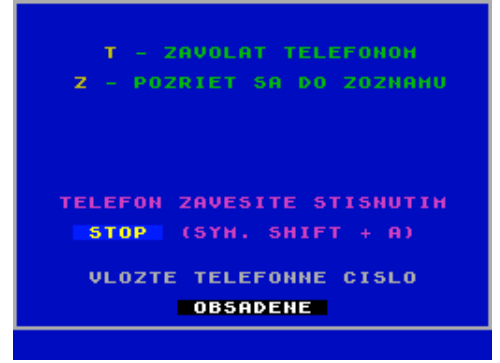 T - ZAVOLAT TELEFONOM
Z - POZRIET SA DO ZOZNAMU
TELEFON ZAVESITE STISNUTIM
STOP (SYM. SHIFT + A)
VLOZTE TELEFONNE CISLO
OBSADENE